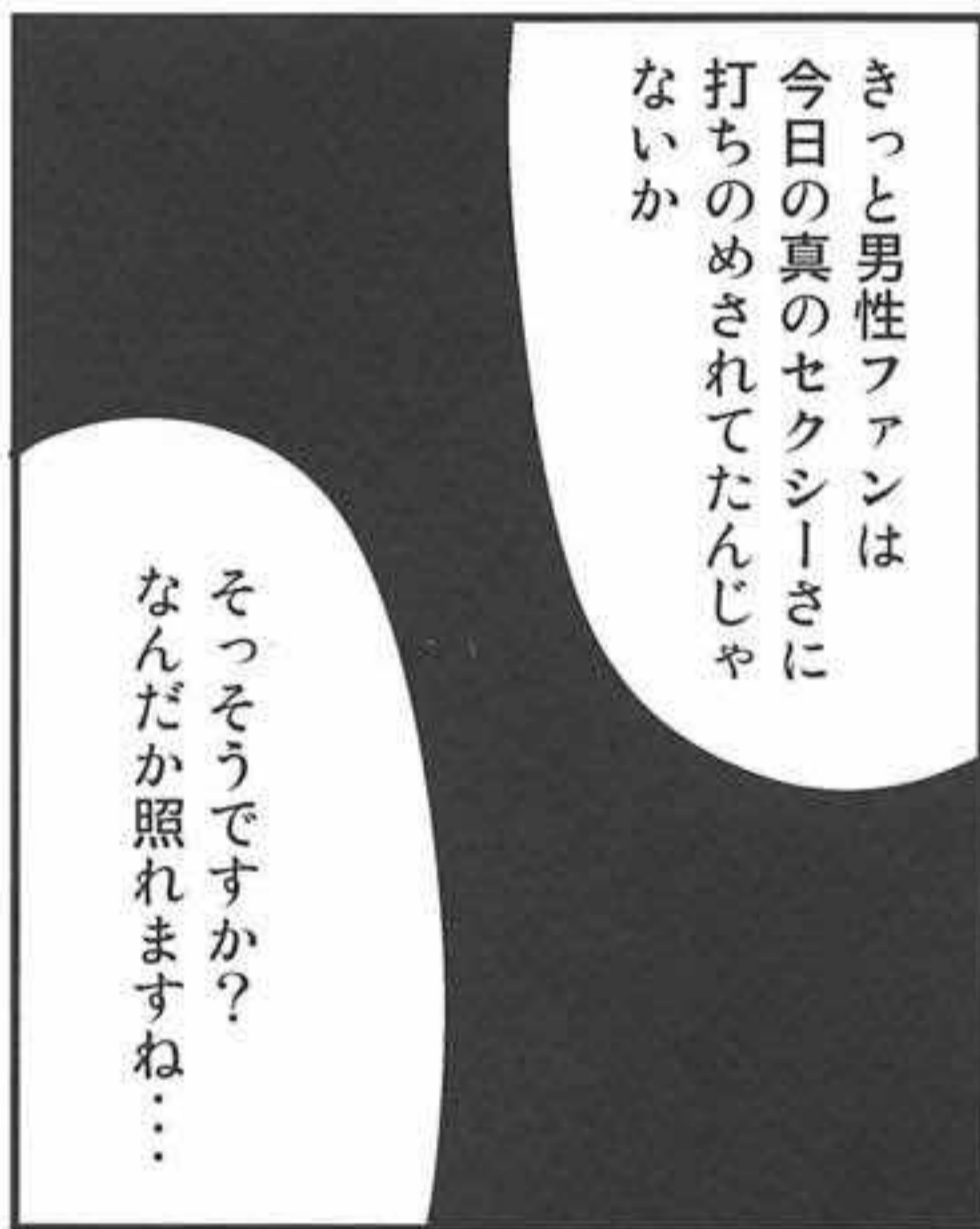 きっと男性ファンは
今日の真のセクシーさに
打ちのめされてたんじゃ
ないか
そっそうですか?
なんだか照れますね…